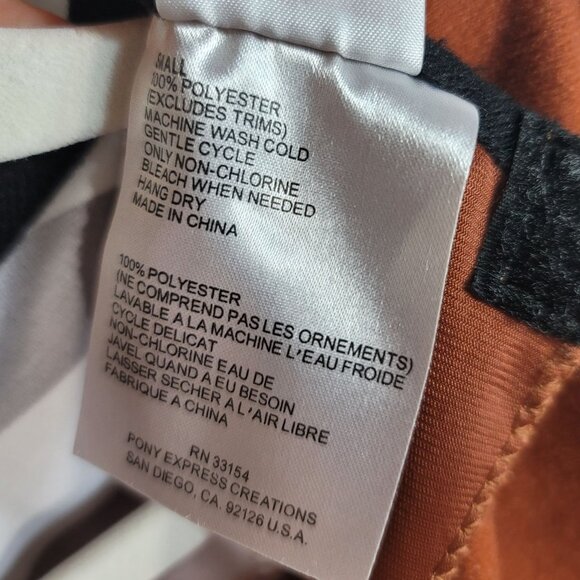 SMALL
100% POLYESTER
(EXCLUDES TRIMS)
MACHINE WASH COLD
GENTLE CYCLE
ONLY NON-CHLORINE
BLEACH WHEN NEEDED
HANG DRY
MADE IN CHINA
100% POLYESTER
(NE COMPREND PAS LES ORNEMENTS)
LAVABLE A LA MACHINE L'EAU FROIDE
CYCLE DELICAT
NON-CHLORINE EAU DE
JAVEL QUAND A EU BESOIN
LAISSER SECHER A L'AIR LIBRE
FABRIQUE A CHINA
RN 33154
PONY EXPRESS CREATIONS
SAN DIEGO, CA. 92126 U.S.A.